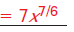 = 7x^{7/6}